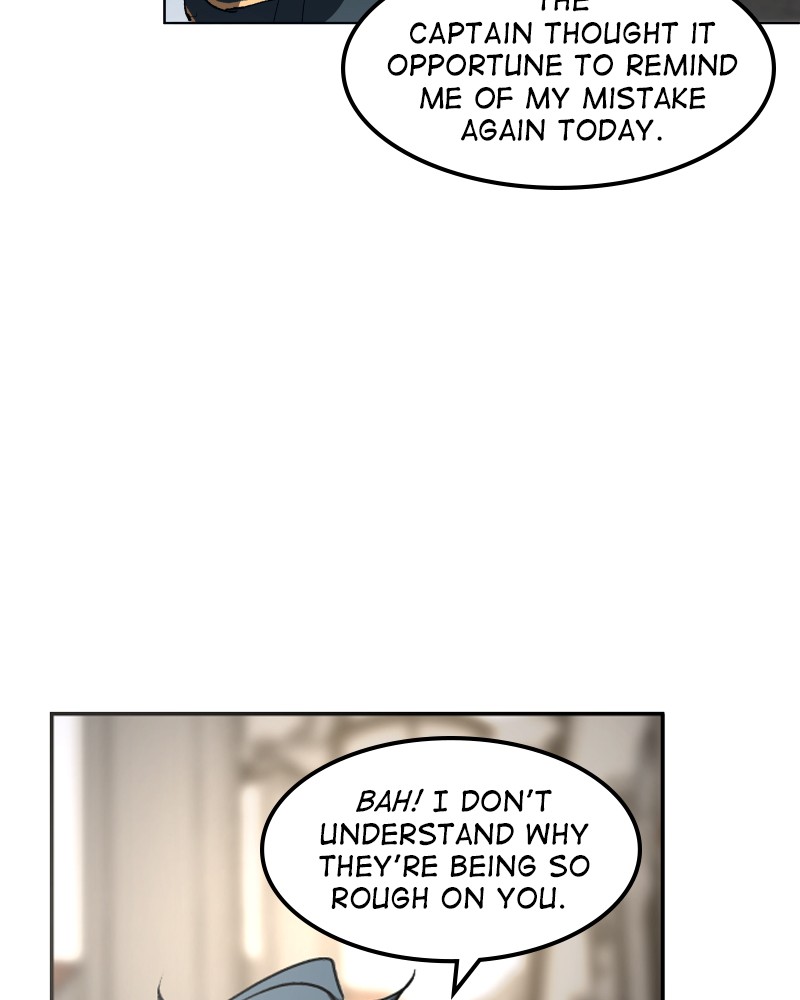 THE
CAPTAIN THOUGHT IT
OPPORTUNE TO REMIND
ME OF MY MISTAKE
AGAIN TODAY.
BAH! I DON'T
UNDERSTAND WHY
THEY'RE BEING SO
ROUGH ON YOU.